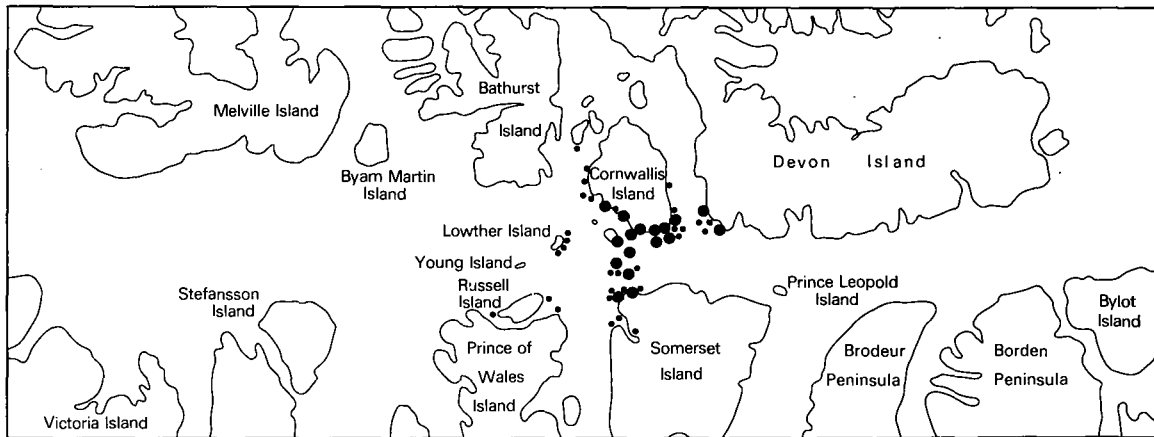 Melville Island
Bathurst
Island
Byam Martin
Island
Cornwallis
Island
Devon Island
Lowther Island
Young Island
Russell
Island
Stefansson
Island
Prince Leopold
Island
Bylot
Island
Prince of
Wales
Island
Somerset
Island
Brodeur
Peninsula
Borden
Peninsula
Victoria Island